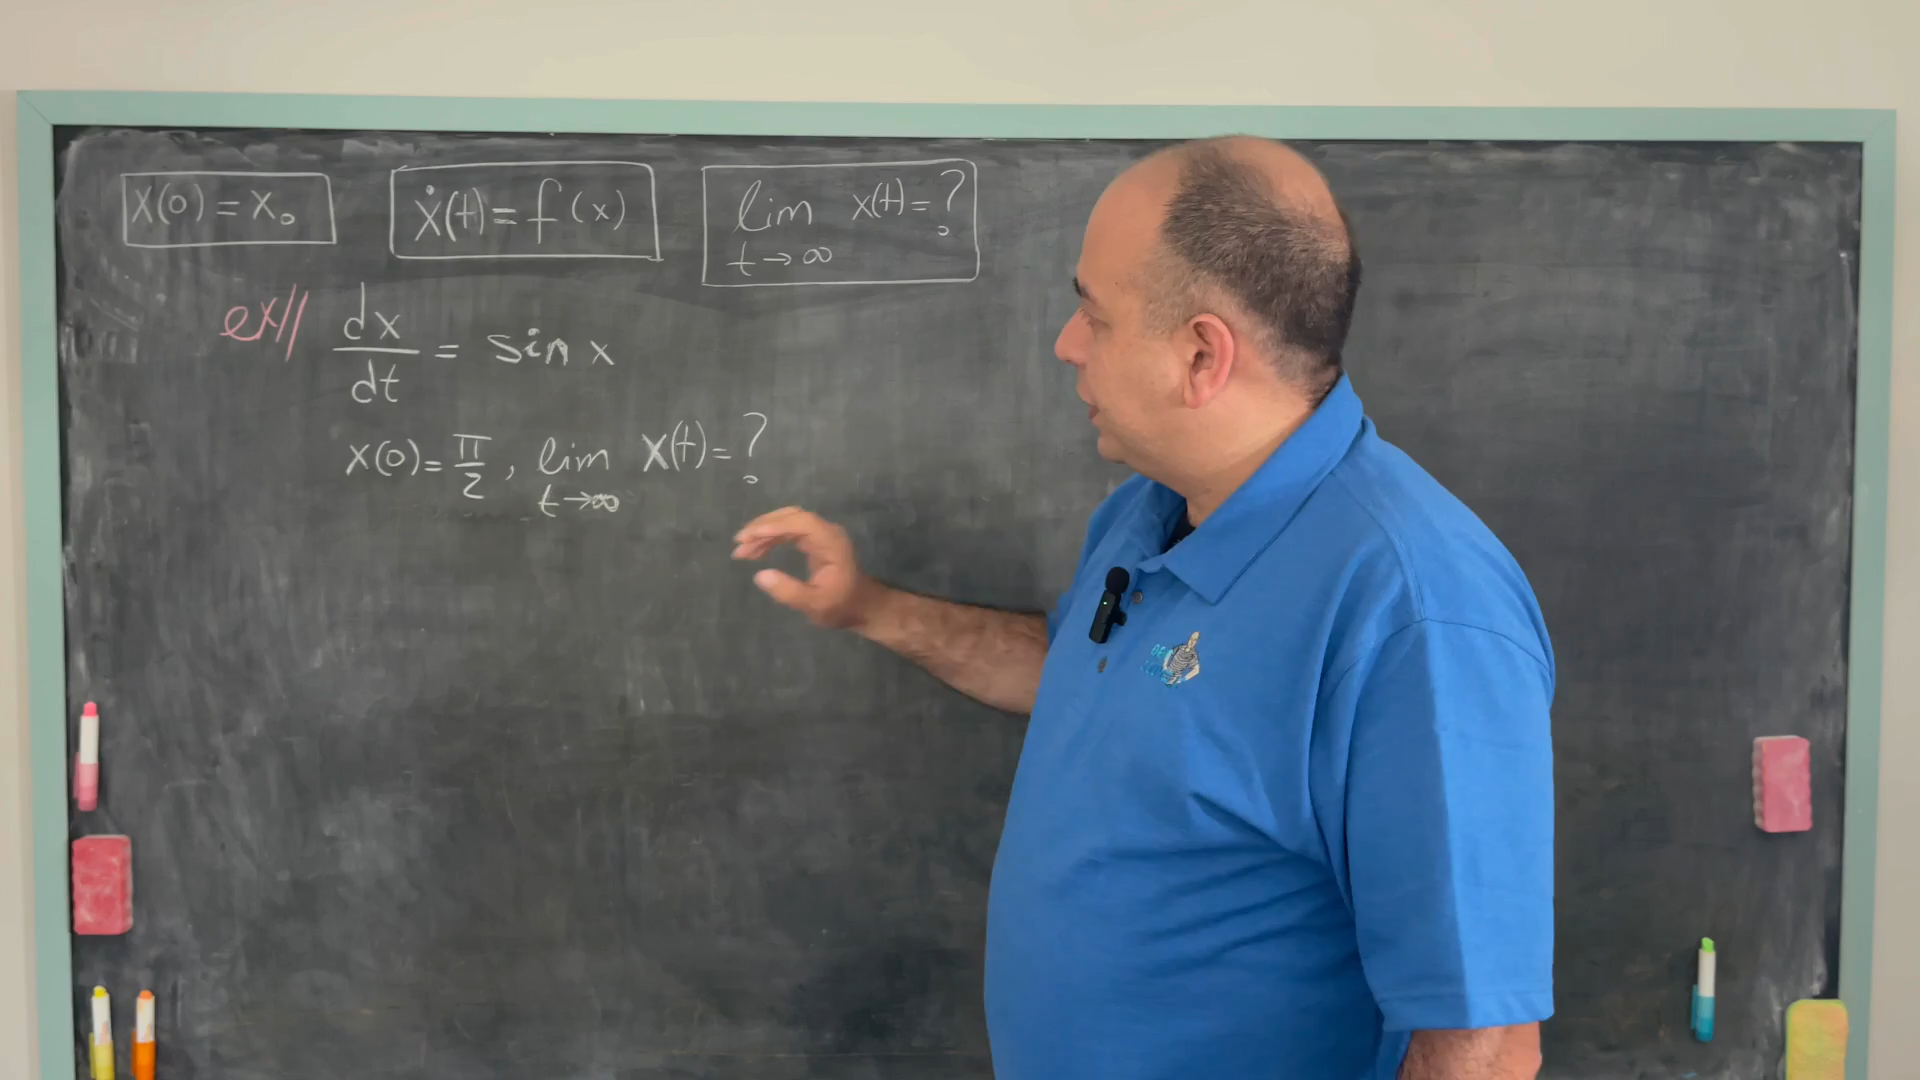 x(0) = x₀
ẋ(t) = f(x)
lim x(t) = ?
t → ∞
ex//
dx/dt = sin x
x(0) = π/2, lim x(t) = ?
t → ∞